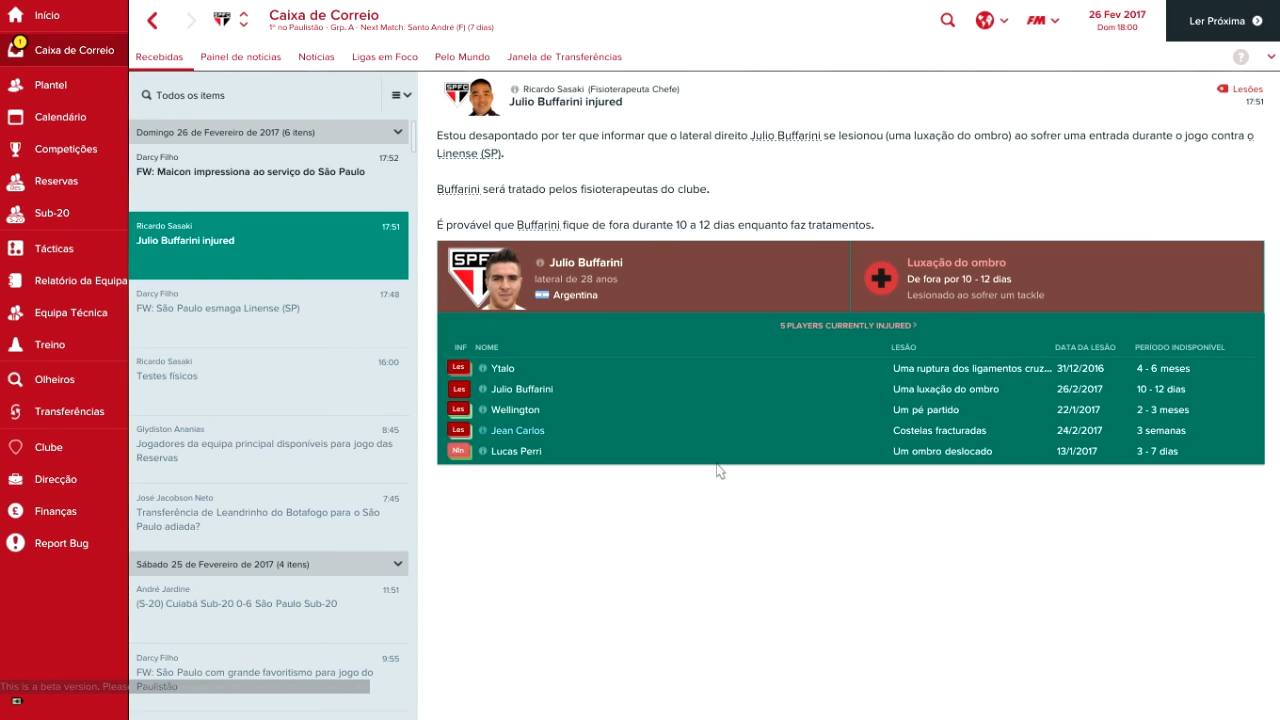 Início
Caixa de Correio
1
Plantel
Calendário
Competições
Reservas
Res
Sub-20
S-20
Tácticas
Relatório da Equipa
Equipa Técnica
Treino
Olheiros
Transferências
Clube
Direcção
Finanças
Report Bug
This is a beta version. Please
SPFC
Caixa de Correio
1º no Paulistão - Grp. A - Next Match: Santo André (F) (7 dias)
FM
26 Fev 2017
Dom 18:00
Ler Próxima
Recebidas
Painel de notícias
Notícias
Ligas em Foco
Pelo Mundo
Janela de Transferências
?
Todos os items
Domingo 26 de Fevereiro de 2017 (6 itens)
Darcy Filho 17:52
FW: Maicon impressiona ao serviço do São Paulo
Ricardo Sasaki 17:51
Julio Buffarini injured
Darcy Filho 17:48
FW: São Paulo esmaga Linense (SP)
Ricardo Sasaki 16:00
Testes físicos
Glydiston Ananias 8:45
Jogadores da equipa principal disponíveis para jogo das
Reservas
José Jacobson Neto 7:45
Transferência de Leandrinho do Botafogo para o São
Paulo adiada?
Sábado 25 de Fevereiro de 2017 (4 itens)
André Jardine 11:51
(S-20) Cuiabá Sub-20 0-6 São Paulo Sub-20
Darcy Filho 9:55
FW: São Paulo com grande favoritismo para jogo do
Paulistão
SPFC
Ricardo Sasaki (Fisioterapeuta Chefe)
Julio Buffarini injured
Lesões
17:51
Estou desapontado por ter que informar que o lateral direito Julio Buffarini se lesionou (uma luxação do ombro) ao sofrer uma entrada durante o jogo contra o
Linense (SP).
Buffarini será tratado pelos fisioterapeutas do clube.
É provável que Buffarini fique de fora durante 10 a 12 dias enquanto faz tratamentos.
SPFC
Julio Buffarini
lateral de 28 anos
Argentina
Luxação do ombro
De fora por 10 - 12 dias
Lesionado ao sofrer um tackle
5 PLAYERS CURRENTLY INJURED >
INF NOME LESÃO DATA DA LESÃO PERÍODO INDISPONÍVEL
Les Ytalo Uma ruptura dos ligamentos cruz... 31/12/2016 4 - 6 meses
Les Julio Buffarini Uma luxação do ombro 26/2/2017 10 - 12 dias
Les Wellington Um pé partido 22/1/2017 2 - 3 meses
Les Jean Carlos Costelas fracturadas 24/2/2017 3 semanas
Nln Lucas Perri Um ombro deslocado 13/1/2017 3 - 7 dias